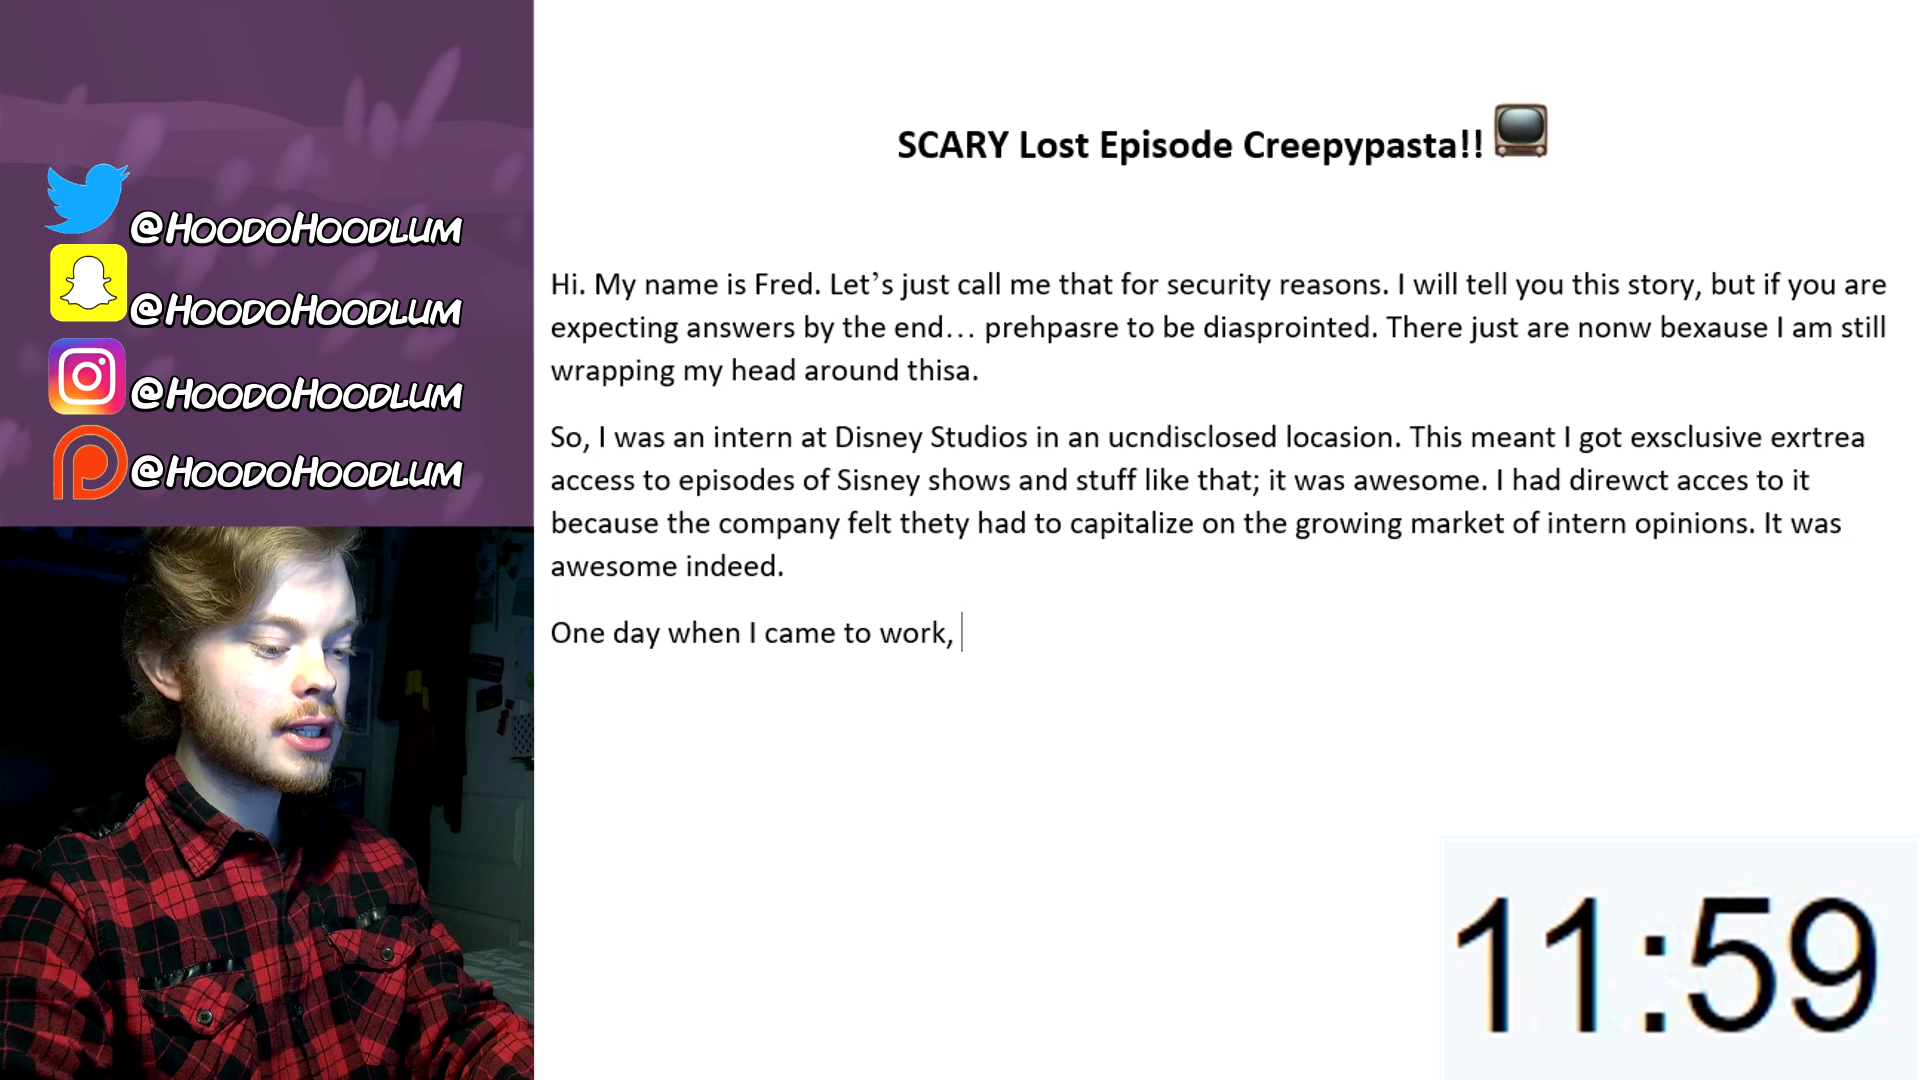 @HOODOHOODLUM
@HOODOHOODLUM
@HOODOHOODLUM
@HOODOHOODLUM
SCARY Lost Episode Creepypasta!!
Hi. My name is Fred. Let’s just call me that for security reasons. I will tell you this story, but if you are
expecting answers by the end… prehpasre to be diasprointed. There just are nonw bexause I am still
wrapping my head around thisa.
So, I was an intern at Disney Studios in an ucndisclosed locasion. This meant I got exsclusive exrtrea
access to episodes of Sisney shows and stuff like that; it was awesome. I had direwct acces to it
because the company felt thety had to capitalize on the growing market of intern opinions. It was
awesome indeed.
One day when I came to work,
11:59